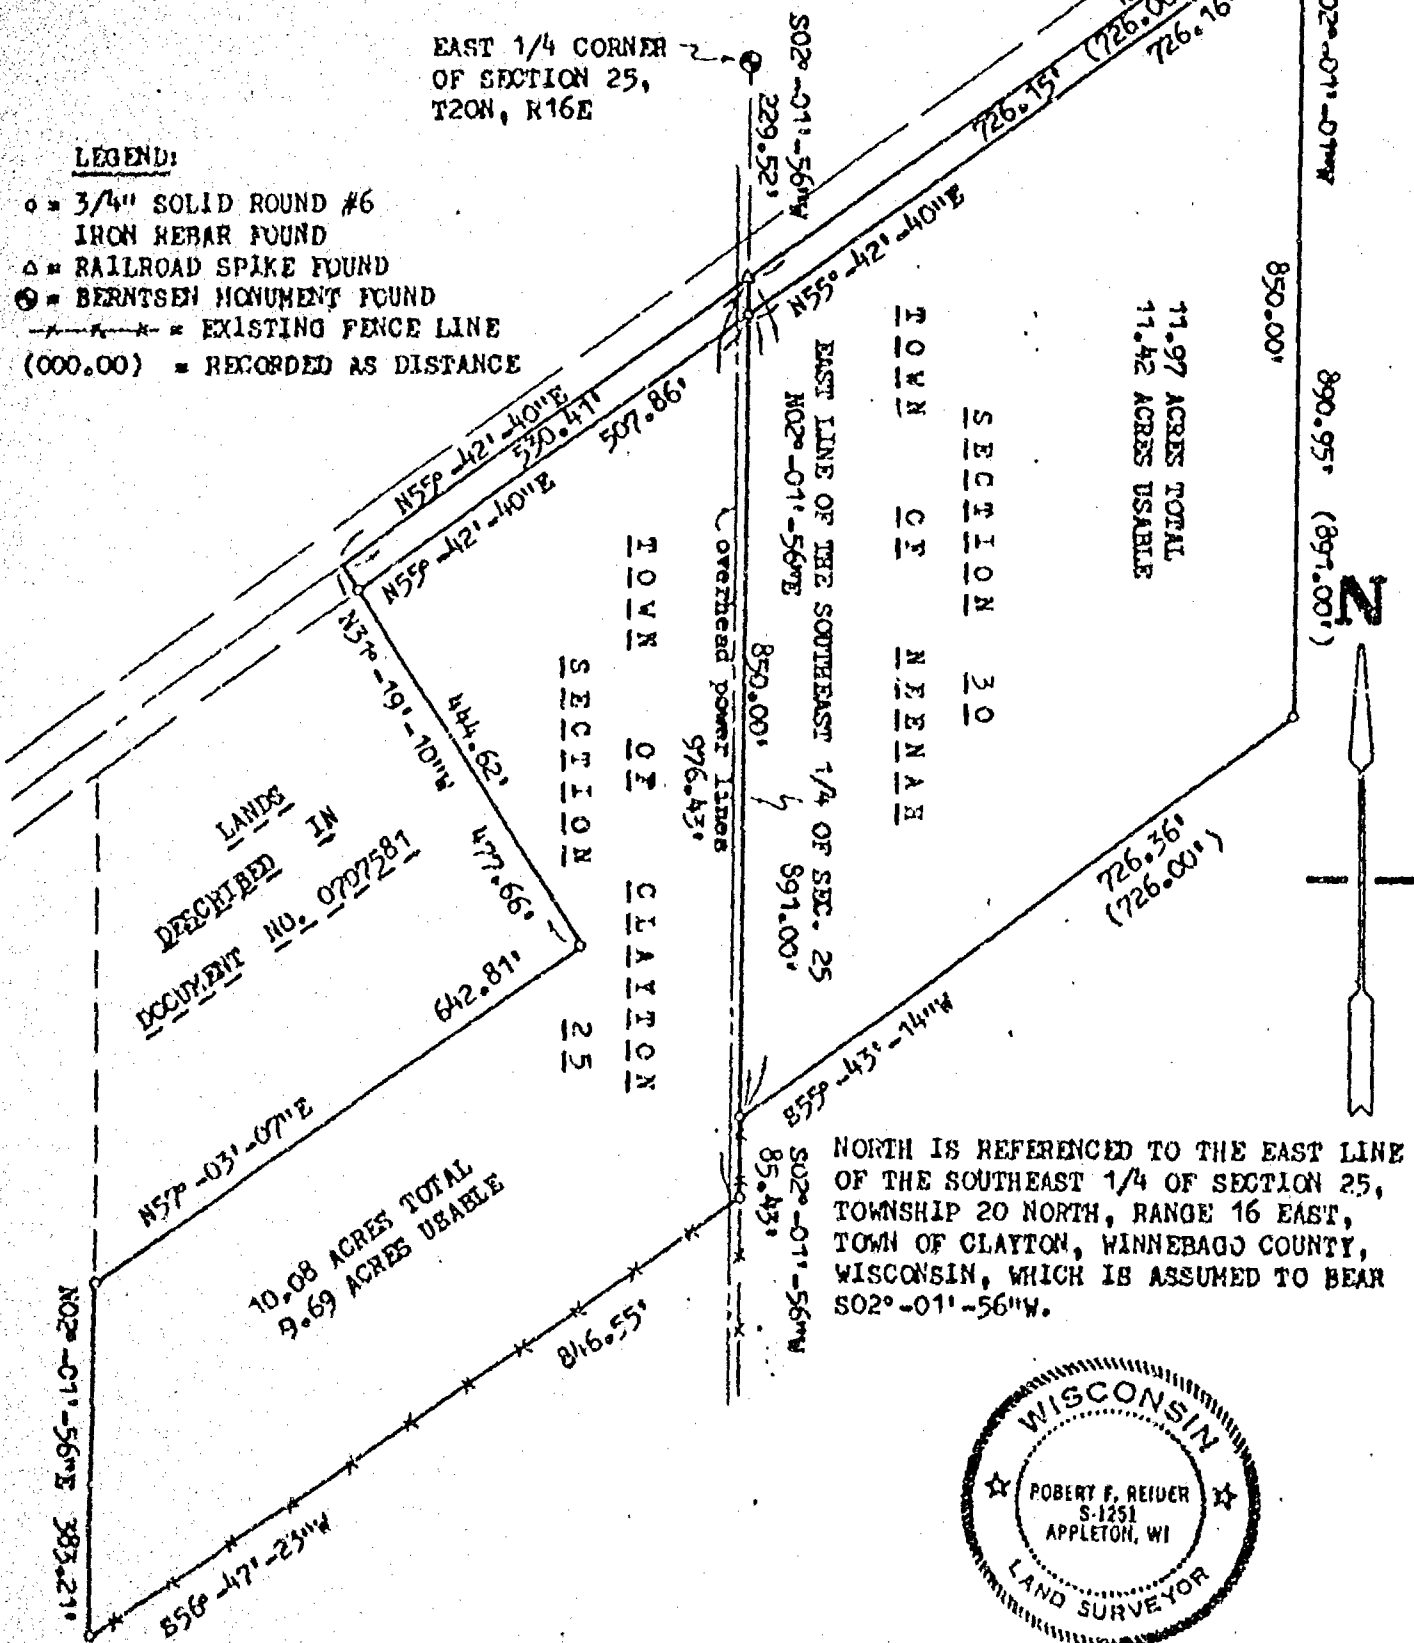 EAST 1/4 CORNER
OF SECTION 25,
T20N, R16E
S02°-01'-56"W
229.52'
(726.00
726.15'
726.16'
02°-01'-01"W
LEGEND:
o = 3/4" SOLID ROUND #6
IRON REBAR FOUND
△ = RAILROAD SPIKE FOUND
= BERNTSEN MONUMENT FOUND
-x-x-x- = EXISTING FENCE LINE
(000.00) = RECORDED AS DISTANCE
N55°-42'-40"E
N55°-42'-40"E
530.41'
507.86'
N55°-42'-40"E
850.00'
890.95' (891.00')
11.97 ACRES TOTAL
11.42 ACRES USABLE
SECTION 30
TOWN OF NEENAH
EAST LINE OF THE SOUTHEAST 1/4 OF SEC. 25
N02°-01'-56"E
850.00'
891.00'
overhead power lines
976.43'
TOWN OF CLAYTON
SECTION 25
N31°-19'-10"W
444.62'
477.66'
LANDS
DESCRIBED IN
DOCUMENT NO. 0707581
642.81'
N57°-03'-07"E
N
726.36'
(726.00')
S55°-43'-14"W
S02°-01'-56"W
85.43'
10.08 ACRES TOTAL
9.69 ACRES USABLE
846.55'
S56°-47'-23"W
N02°-01'-56"E 383.21'
NORTH IS REFERENCED TO THE EAST LINE
OF THE SOUTHEAST 1/4 OF SECTION 25,
TOWNSHIP 20 NORTH, RANGE 16 EAST,
TOWN OF CLAYTON, WINNEBAGO COUNTY,
WISCONSIN, WHICH IS ASSUMED TO BEAR
S02°-01'-56"W.
WISCONSIN
ROBERT F. REIDER
S-1251
APPLETON, WI
LAND SURVEYOR